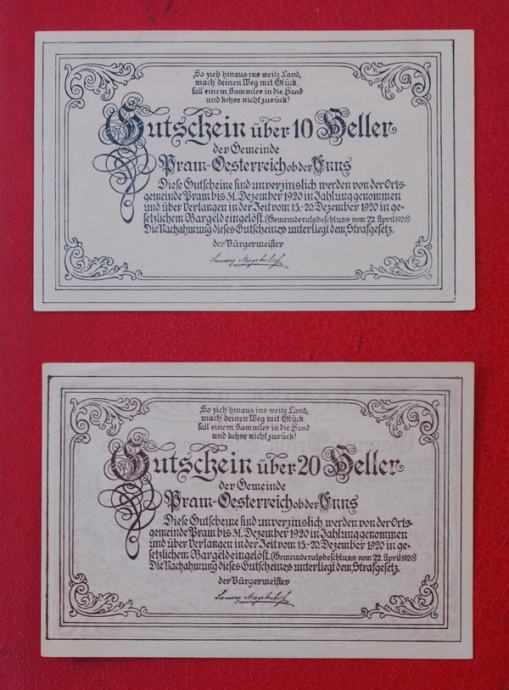 So zieh hinaus ins weite Land,
mach deinen Weg mit Glück,
fall einem Sammler in die Hand
und kehre nicht zurück!
Gutschein über 10 Heller
der Gemeinde
Pram-Oesterreich ob der Enns
Diese Gutscheine sind unverzinslich werden von der Orts-
gemeinde Pram bis 31. Dezember 1920 in Zahlung genommen
und über Verlangen in der Zeit vom 15.-20. Dezember 1920 in ge-
setzlichem Bargeld eingelöst. (Gemeinderatsbeschluss vom 22. April 1920)
Die Nachahmung dieses Gutscheines unterliegt dem Strafgesetz.
der Bürgermeister
So zieh hinaus ins weite Land,
mach deinen Weg mit Glück
fall einem Sammler in die Hand
und kehre nicht zurück!
Gutschein über 20 Heller
der Gemeinde
Pram-Oesterreich ob der Enns
Diese Gutscheine sind unverzinslich werden von der Orts-
gemeinde Pram bis 31. Dezember 1920 in Zahlung genommen
und über Verlangen in der Zeit vom 15.-20. Dezember 1920 in ge-
setzlichem Bargeld eingelöst. (Gemeinderatsbeschluss vom 22. April 1920)
Die Nachahmung dieses Gutscheines unterliegt dem Strafgesetz.
der Bürgermeister